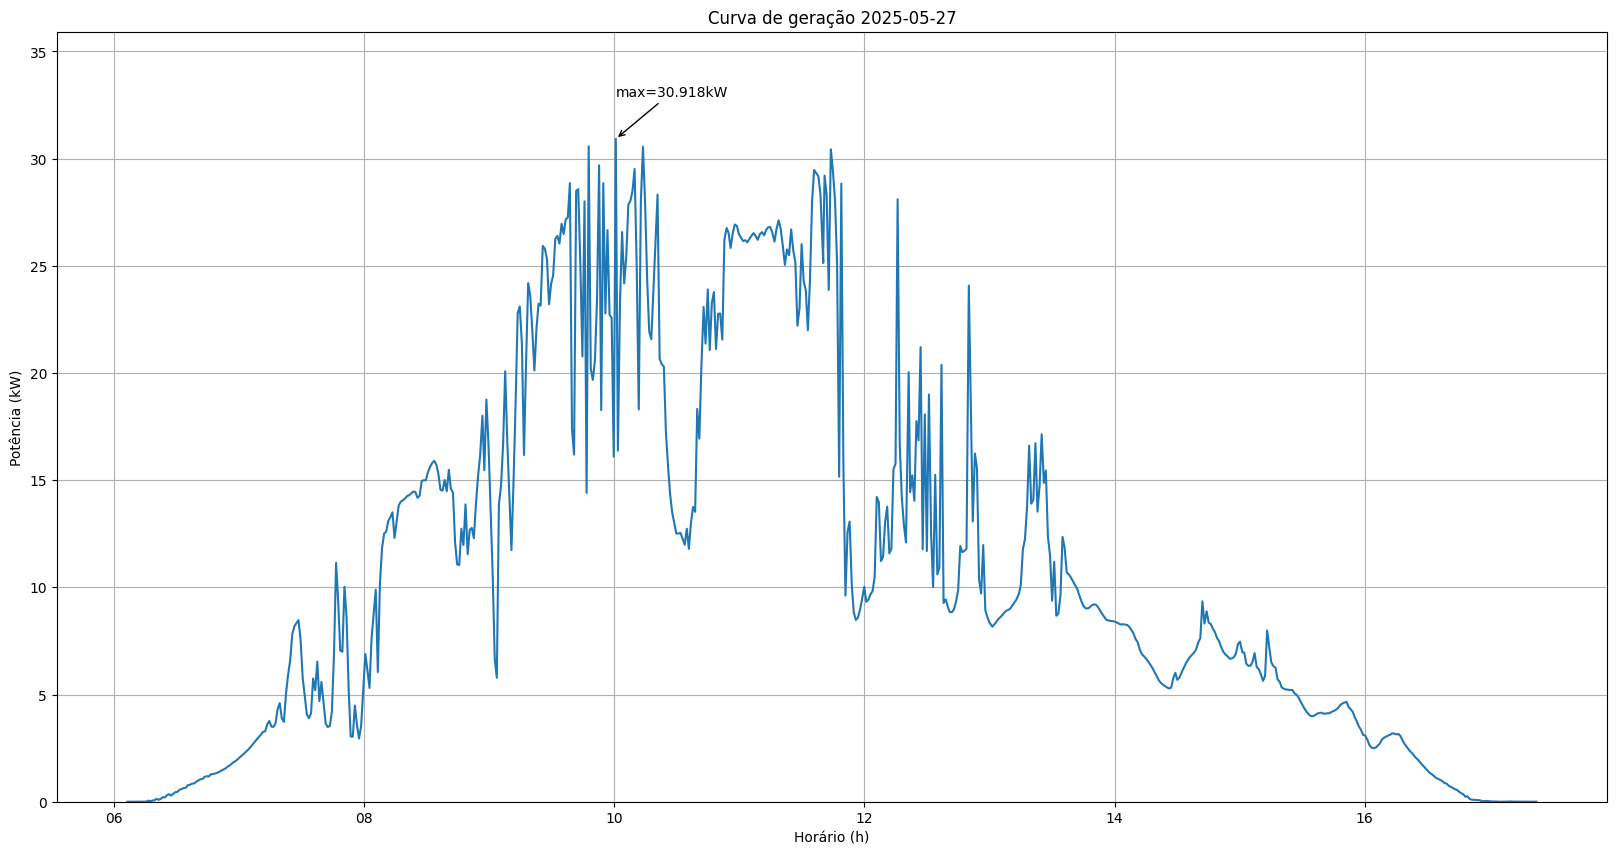 Curva de geração 2025-05-27
max=30.918kW
Potência (kW)
35
30
25
20
15
10
5
0
06 08 10 12 14 16
Horário (h)